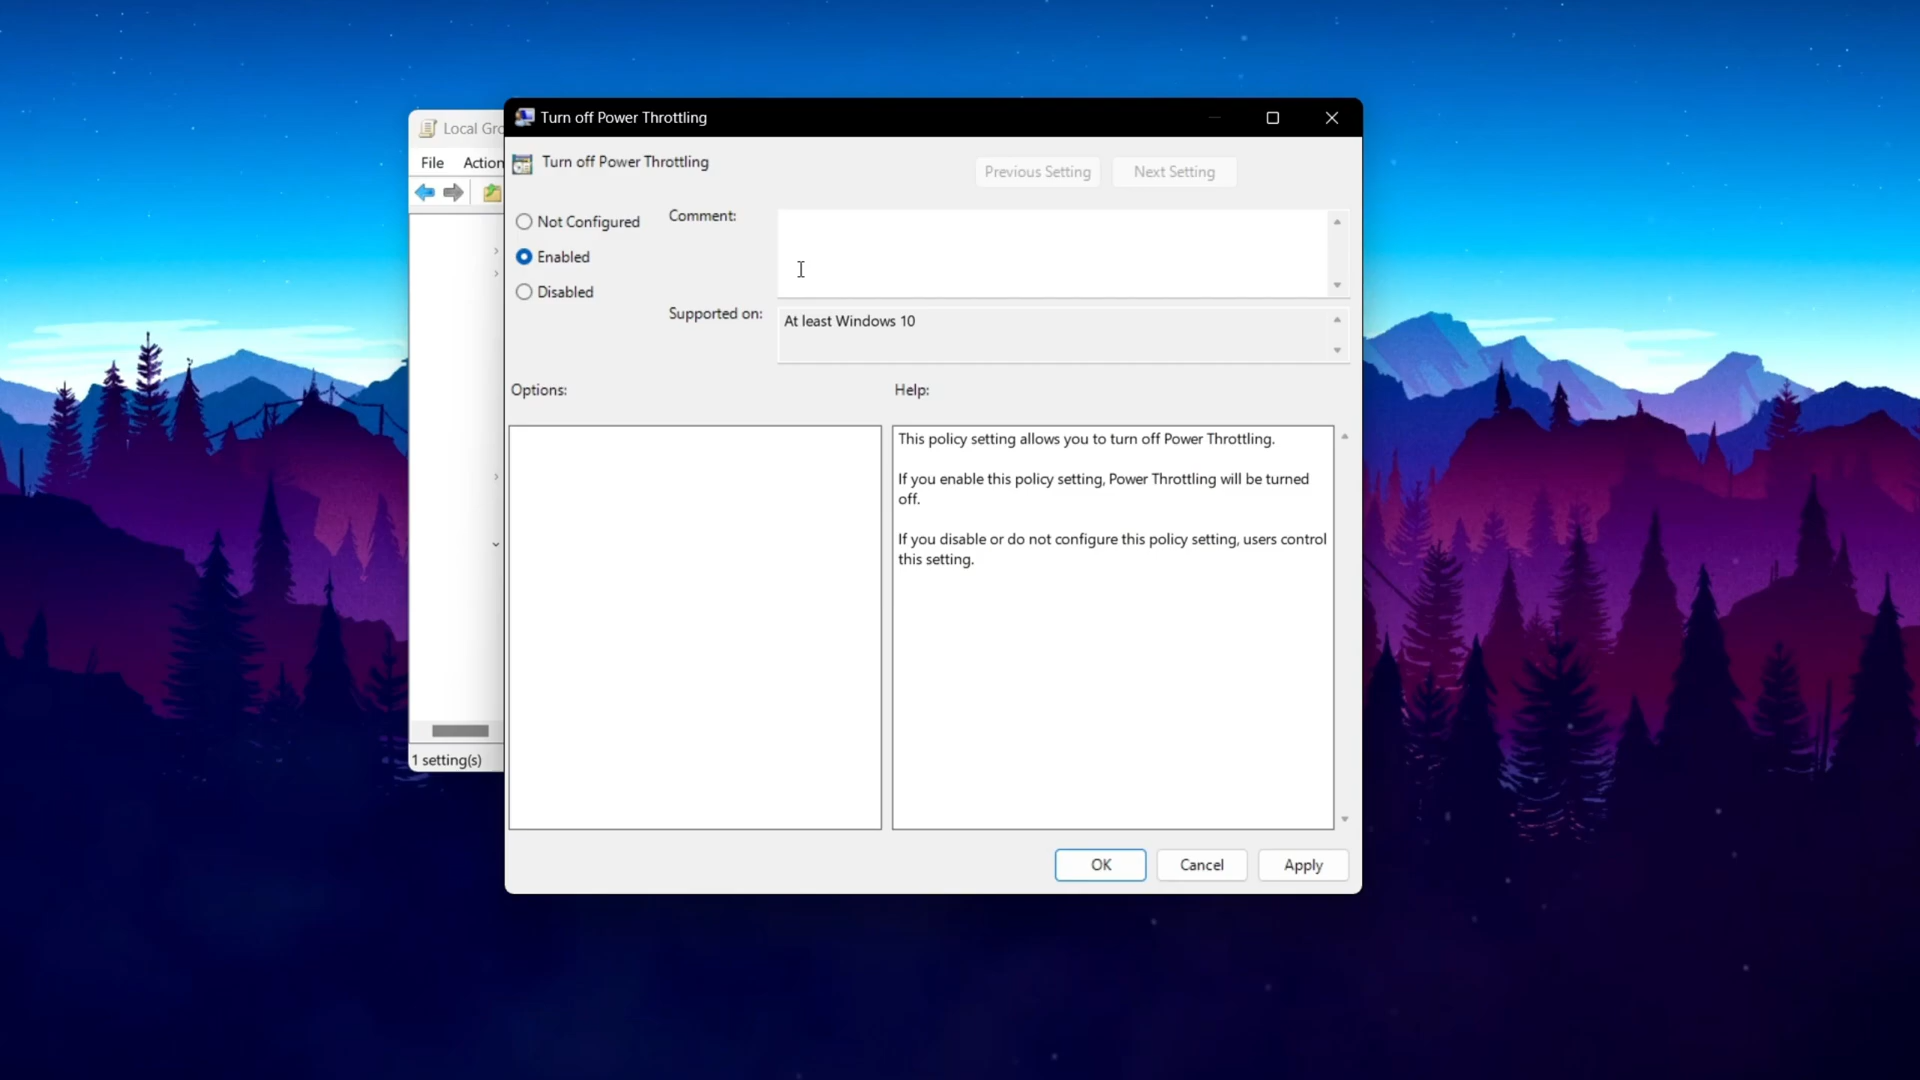 Local Gro
File Action
1 setting(s)
Turn off Power Throttling
Turn off Power Throttling
Previous Setting Next Setting
Not Configured
Enabled
Disabled
Comment:
Supported on:
At least Windows 10
Options:
Help:
This policy setting allows you to turn off Power Throttling.
If you enable this policy setting, Power Throttling will be turned
off.
If you disable or do not configure this policy setting, users control
this setting.
OK Cancel Apply